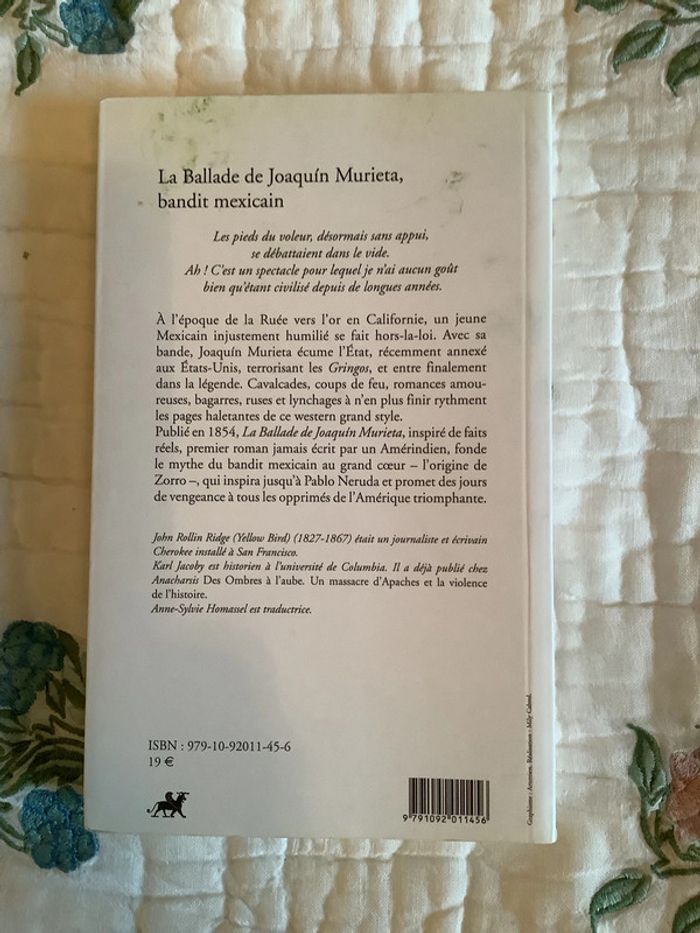 La Ballade de Joaquín Murieta,
bandit mexicain
Les pieds du voleur, désormais sans appui,
se débattaient dans le vide.
Ah ! C'est un spectacle pour lequel je n'ai aucun goût
bien qu'étant civilisé depuis de longues années.
À l'époque de la Ruée vers l'or en Californie, un jeune
Mexicain injustement humilié se fait hors-la-loi. Avec sa
bande, Joaquín Murieta écume l'État, récemment annexé
aux États-Unis, terrorisant les Gringos, et entre finalement
dans la légende. Cavalcades, coups de feu, romances amou-
reuses, bagarres, ruses et lynchages à n'en plus finir rythment
les pages haletantes de ce western grand style.
Publié en 1854, La Ballade de Joaquín Murieta, inspiré de faits
réels, premier roman jamais écrit par un Amérindien, fonde
le mythe du bandit mexicain au grand cœur – l'origine de
Zorro –, qui inspira jusqu'à Pablo Neruda et promet des jours
de vengeance à tous les opprimés de l'Amérique triomphante.
John Rollin Ridge (Yellow Bird) (1827-1867) était un journaliste et écrivain
Cherokee installé à San Francisco.
Karl Jacoby est historien à l'université de Columbia. Il a déjà publié chez
Anacharsis Des Ombres à l'aube. Un massacre d'Apaches et la violence
de l'histoire.
Anne-Sylvie Homassel est traductrice.
ISBN : 979-10-92011-45-6
19 €
9 791092 011456
Graphisme : Réalisation :